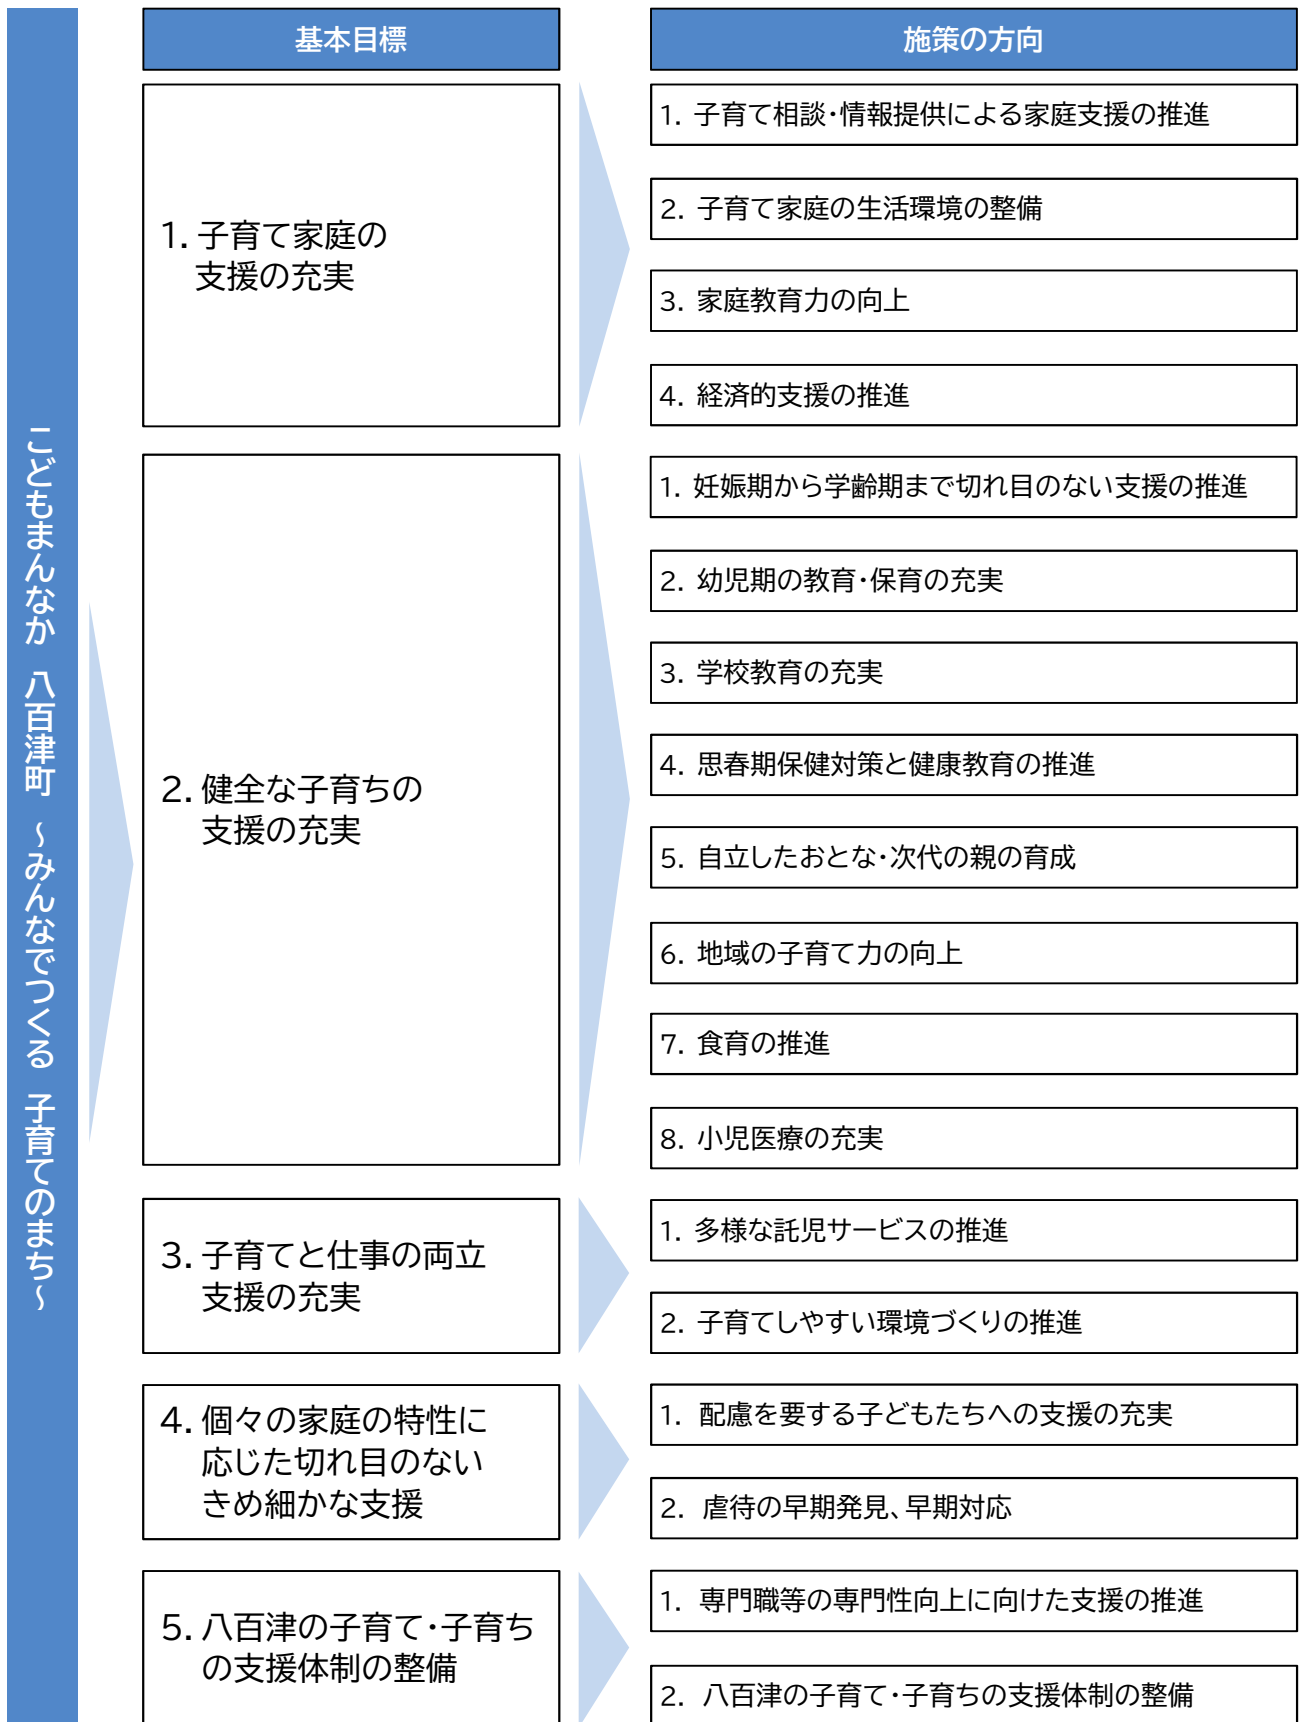 こどもまんなか 八百津町 ～みんなでつくる 子育てのまち～
基本目標
施策の方向
1. 子育て家庭の
支援の充実
1. 子育て相談・情報提供による家庭支援の推進
2. 子育て家庭の生活環境の整備
3. 家庭教育力の向上
4. 経済的支援の推進
2. 健全な子育ちの
支援の充実
1. 妊娠期から学齢期まで切れ目のない支援の推進
2. 幼児期の教育・保育の充実
3. 学校教育の充実
4. 思春期保健対策と健康教育の推進
5. 自立したおとな・次代の親の育成
6. 地域の子育て力の向上
7. 食育の推進
8. 小児医療の充実
3. 子育てと仕事の両立
支援の充実
1. 多様な託児サービスの推進
2. 子育てしやすい環境づくりの推進
4. 個々の家庭の特性に
応じた切れ目のない
きめ細かな支援
1. 配慮を要する子どもたちへの支援の充実
2. 虐待の早期発見、早期対応
5. 八百津の子育て・子育ち
の支援体制の整備
1. 専門職等の専門性向上に向けた支援の推進
2. 八百津の子育て・子育ちの支援体制の整備